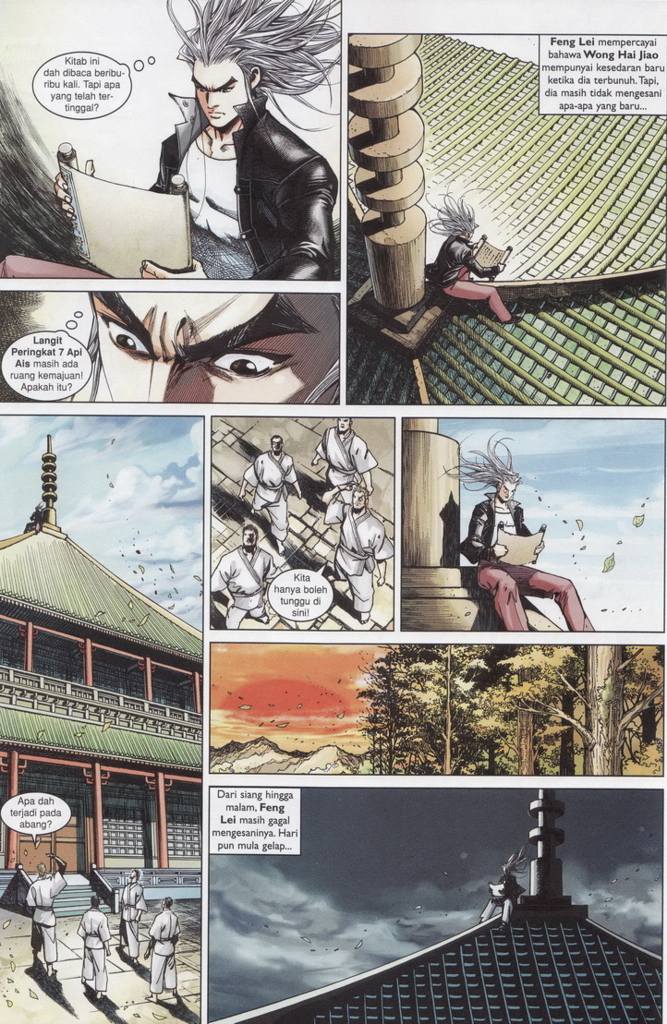 Kitab ini
dah dibaca beribu-
ribu kali. Tapi apa
yang telah ter-
tinggal?
Feng Lei mempercayai
bahawa Wong Hai Jiao
mempunyai kesedaran baru
ketika dia terbunuh. Tapi,
dia masih tidak mengesani
apa-apa yang baru...
Langit
Peringkat 7 Api
Ais masih ada
ruang kemajuan!
Apakah itu?
Apa dah
terjadi pada
abang?
Kita
hanya boleh
tunggu di
sini!
Dari siang hingga
malam, Feng
Lei masih gagal
mengesaninya. Hari
pun mula gelap...